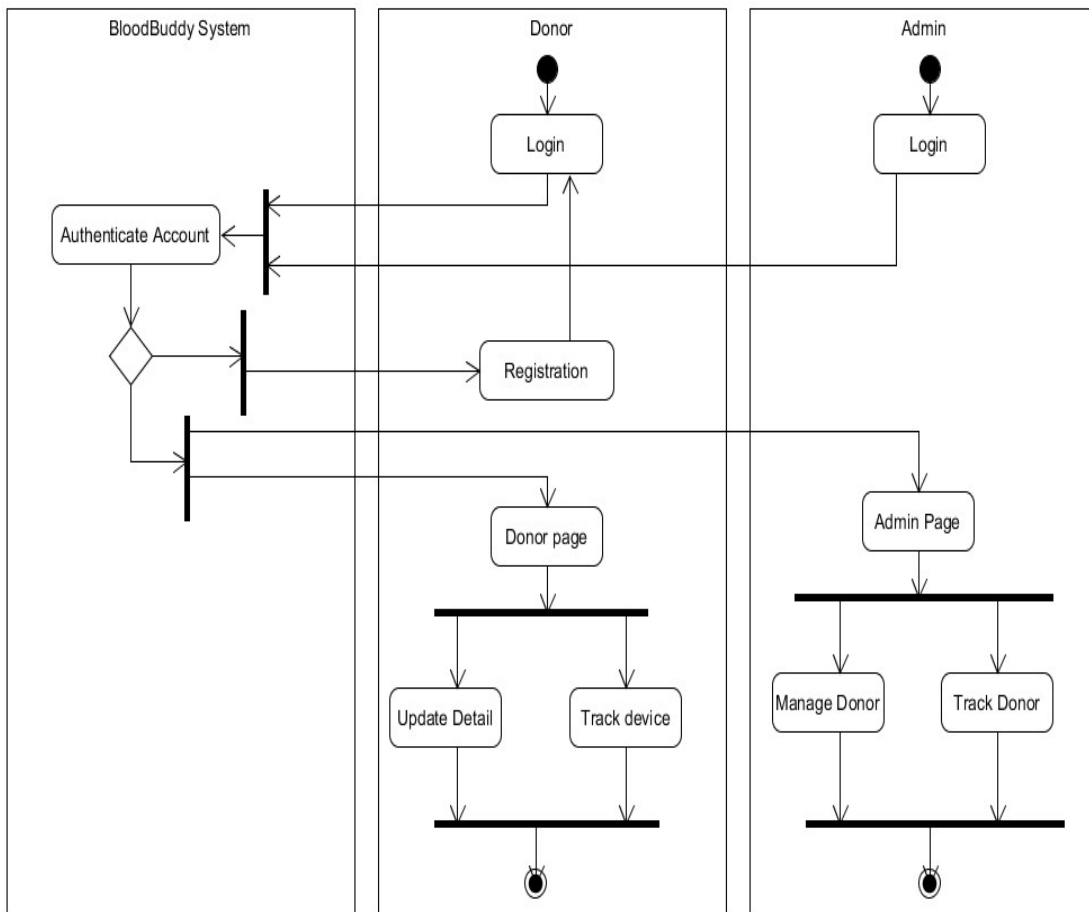 BloodBuddy System
Donor
Admin
Login
Login
Authenticate Account
Registration
Donor page
Admin Page
Update Detail
Track device
Manage Donor
Track Donor